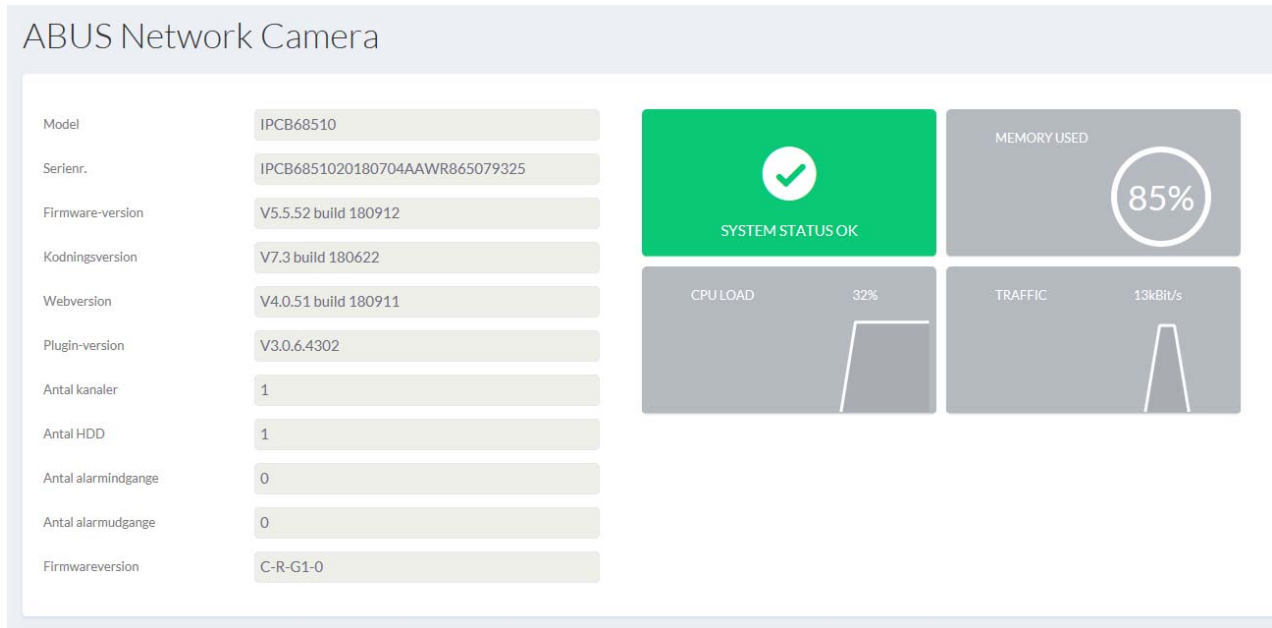 ABUS Network Camera
Model IPCB68510
Serienr. IPCB6851020180704AAWR865079325
Firmware-version V5.5.52 build 180912
Kodningsversion V7.3 build 180622
Webversion V4.0.51 build 180911
Plugin-version V3.0.6.4302
Antal kanaler 1
Antal HDD 1
Antal alarmindgange 0
Antal alarmudgange 0
Firmwareversion C-R-G1-0
SYSTEM STATUS OK
MEMORY USED
85%
CPU LOAD 32%
TRAFFIC 13kBit/s